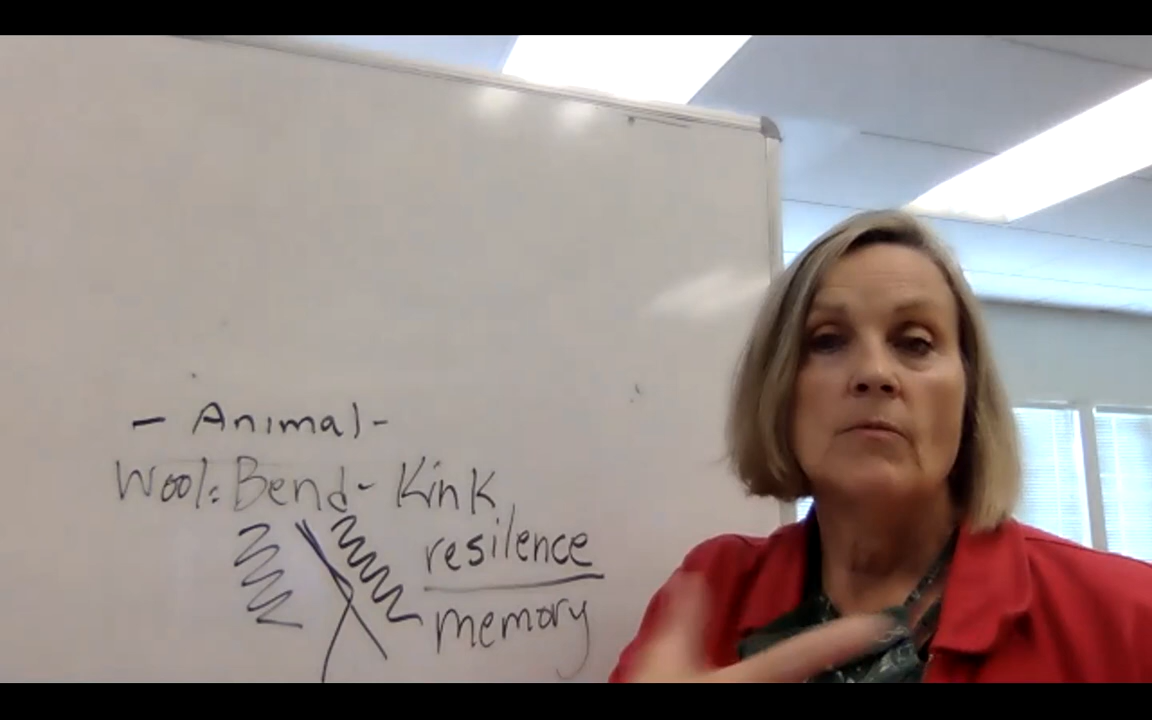 - Animal -
Wool: Bend - Kink
resilence
memory